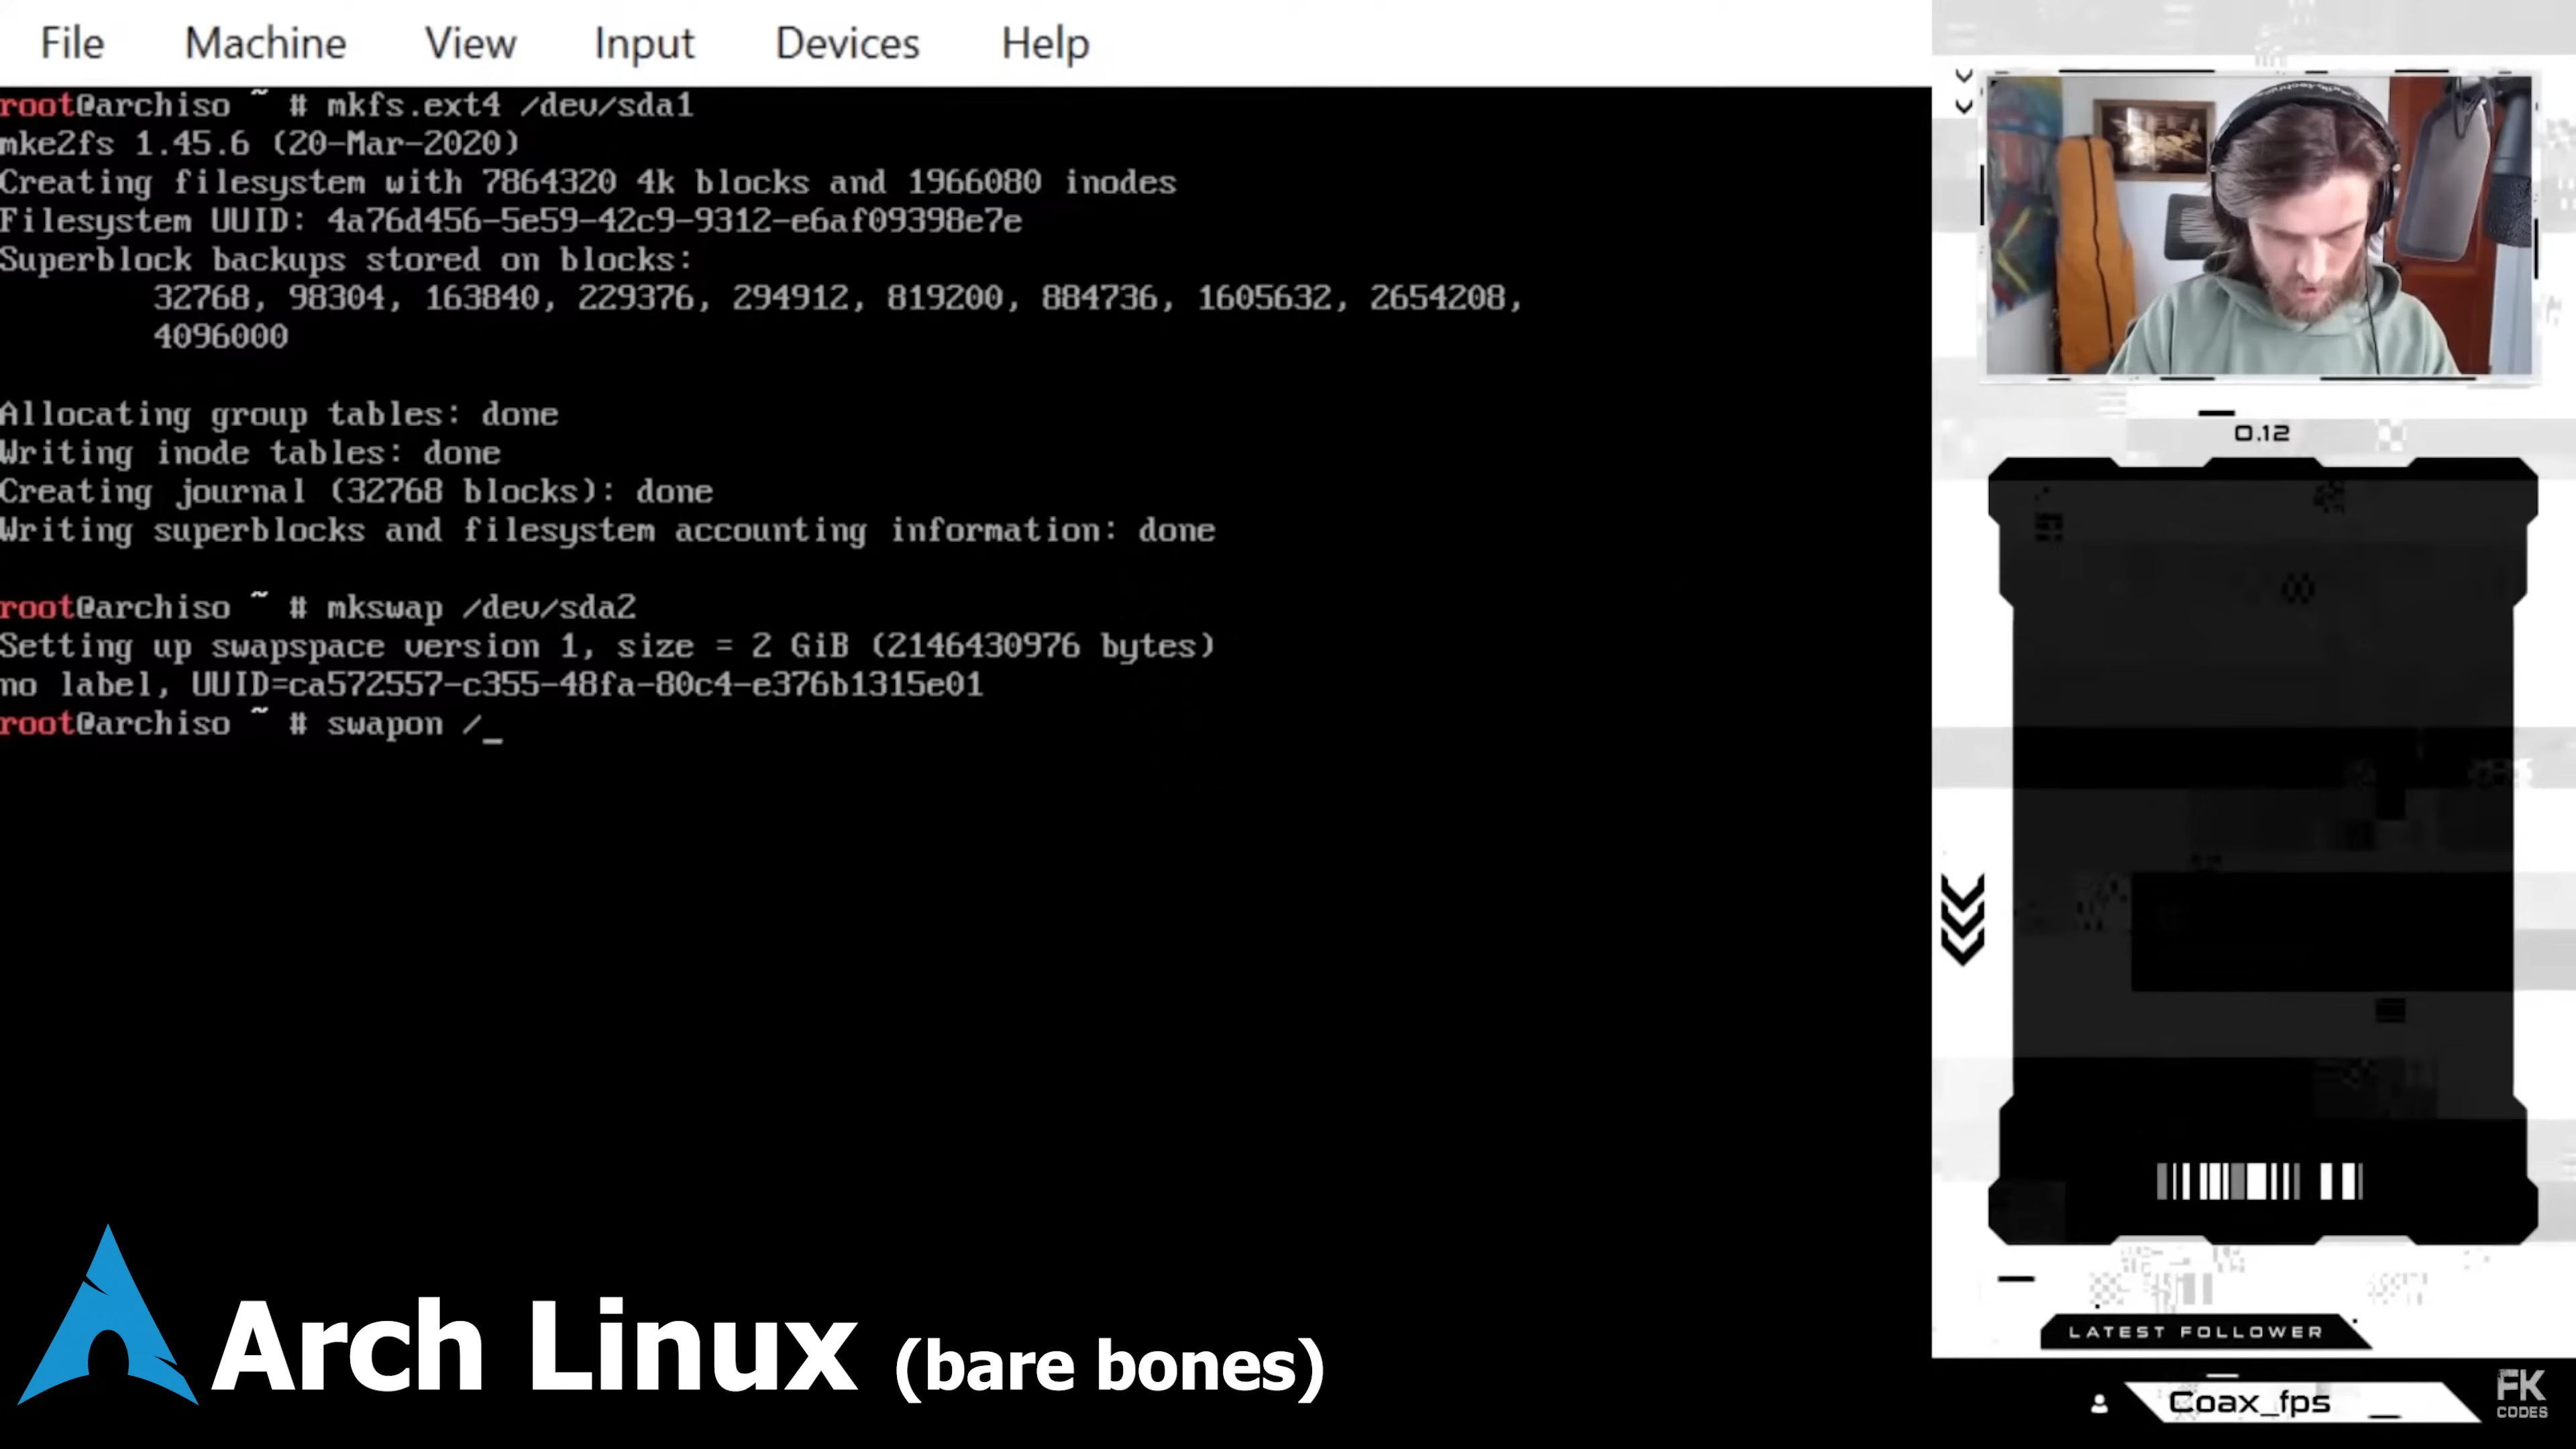 File Machine View Input Devices Help
root@archiso ~ # mkfs.ext4 /dev/sda1
mke2fs 1.45.6 (20-Mar-2020)
Creating filesystem with 7864320 4k blocks and 1966080 inodes
Filesystem UUID: 4a76d456-5e59-42c9-9312-e6af09398e7e
Superblock backups stored on blocks:
32768, 98304, 163840, 229376, 294912, 819200, 884736, 1605632, 2654208,
4096000
Allocating group tables: done
Writing inode tables: done
Creating journal (32768 blocks): done
Writing superblocks and filesystem accounting information: done
root@archiso ~ # mkswap /dev/sda2
Setting up swapspace version 1, size = 2 GiB (2146430976 bytes)
no label, UUID=ca572557-c355-48fa-80c4-e376b1315e01
root@archiso ~ # swapon /_
Arch Linux (bare bones)
0.12
LATEST FOLLOWER
Coax_fps
FK
CODES